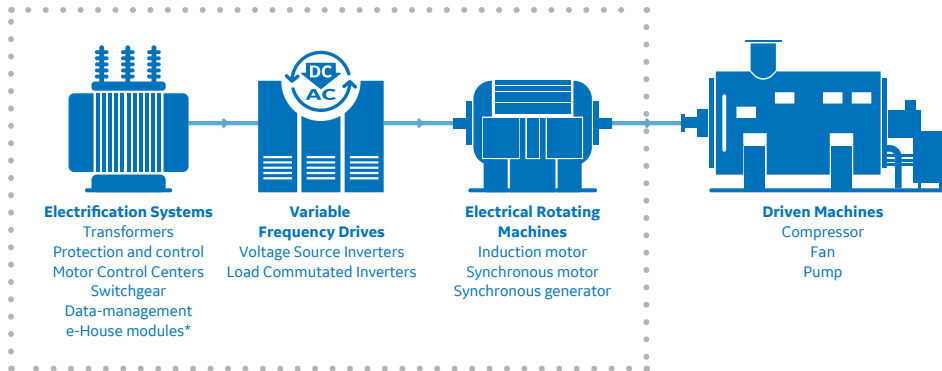 DC
AC
Electrification Systems
Transformers
Protection and control
Motor Control Centers
Switchgear
Data-management
e-House modules*
Variable
Frequency Drives
Voltage Source Inverters
Load Commutated Inverters
Electrical Rotating
Machines
Induction motor
Synchronous motor
Synchronous generator
Driven Machines
Compressor
Fan
Pump